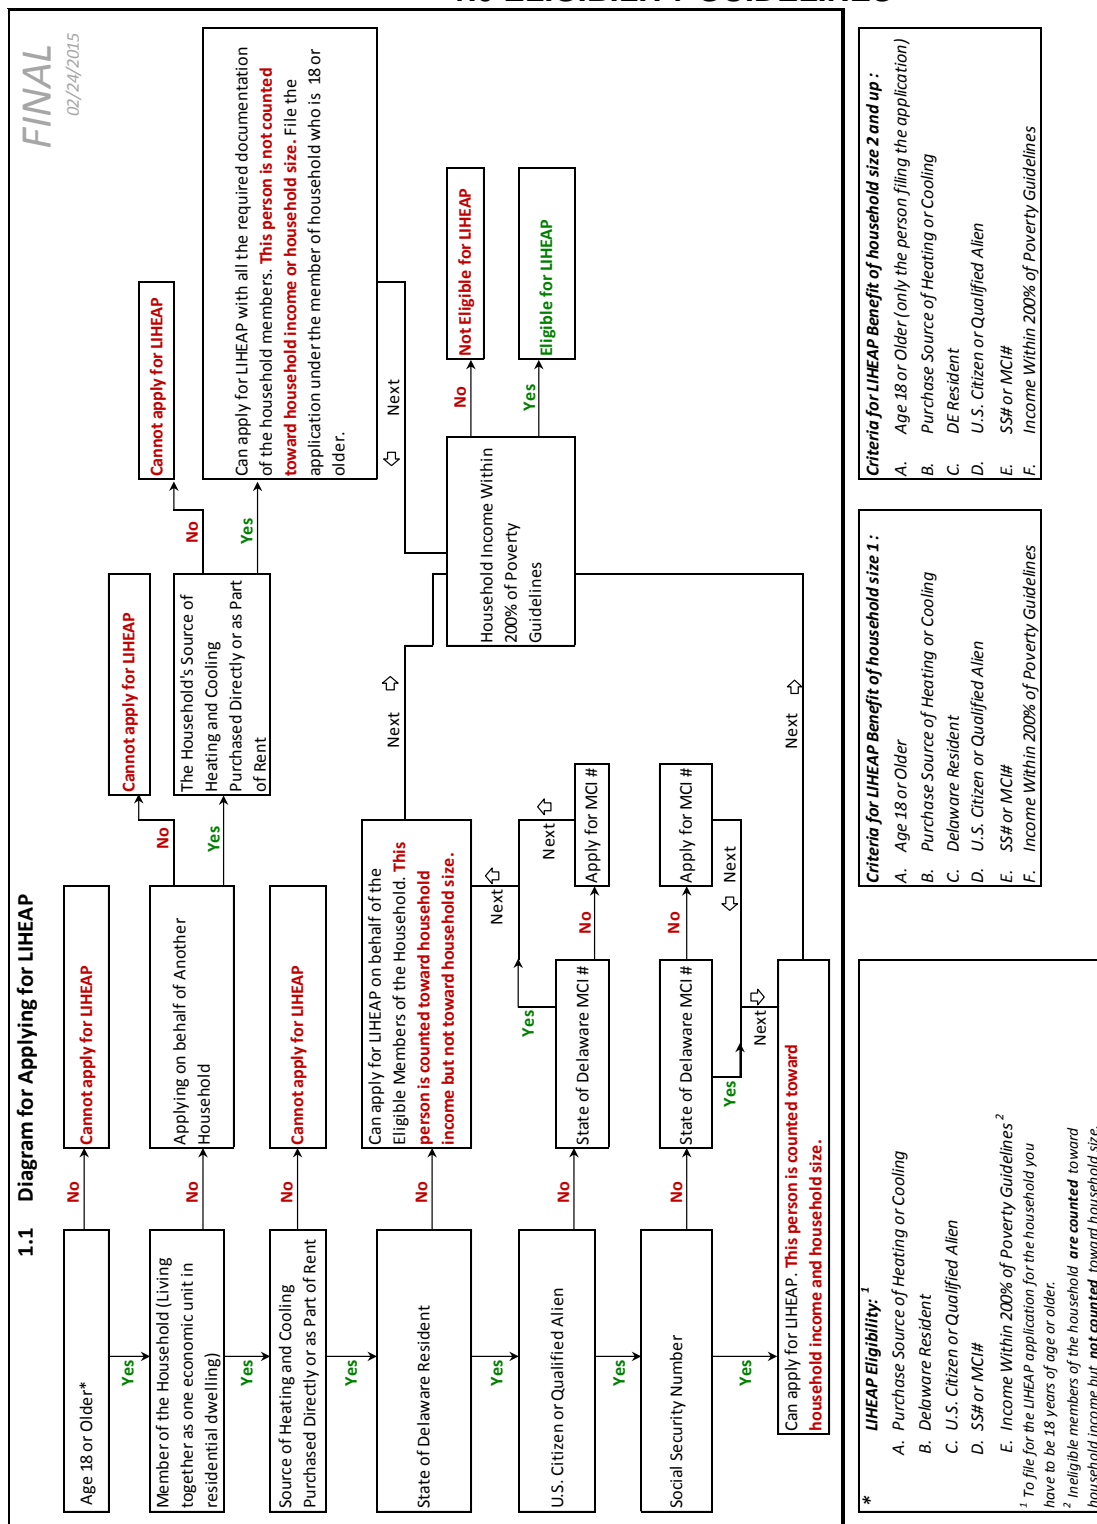 1.0 ELIGIBILITY GUIDELINES
FINAL
02/24/2015
1.1 Diagram for Applying for LIHEAP
Age 18 or Older*
No
Cannot apply for LIHEAP
Yes
Member of the Household (Living
together as one economic unit in
residential dwelling)
No
Applying on behalf of Another
Household
No
Cannot apply for LIHEAP
Yes
The Household's Source of
Heating and Cooling
Purchased Directly or as Part
of Rent
No
Cannot apply for LIHEAP
Yes
Can apply for LIHEAP with all the required documentation
of the household members. This person is not counted
toward household income or household size. File the
application under the member of household who is 18 or
older.
Next
Yes
Source of Heating and Cooling
Purchased Directly or as Part of Rent
No
Cannot apply for LIHEAP
Yes
State of Delaware Resident
No
Can apply for LIHEAP on behalf of the
Eligible Members of the Household. This
person is counted toward household
income but not toward household size.
Next
Household Income Within
200% of Poverty
Guidelines
No
Not Eligible for LIHEAP
Yes
Eligible for LIHEAP
Yes
U.S. Citizen or Qualified Alien
No
State of Delaware MCI #
Yes
Next
No
Apply for MCI #
Next
Yes
Social Security Number
No
State of Delaware MCI #
Yes
Next
No
Apply for MCI #
Next
Yes
Can apply for LIHEAP. This person is counted toward
household income and household size.
Next
* LIHEAP Eligibility: 1
A. Purchase Source of Heating or Cooling
B. Delaware Resident
C. U.S. Citizen or Qualified Alien
D. SS# or MCI#
E. Income Within 200% of Poverty Guidelines 2
1 To file for the LIHEAP application for the household you
have to be 18 years of age or older.
2 Ineligible members of the household are counted toward
household income but not counted toward household size.
Criteria for LIHEAP Benefit of household size 1 :
A. Age 18 or Older
B. Purchase Source of Heating or Cooling
C. Delaware Resident
D. U.S. Citizen or Qualified Alien
E. SS# or MCI#
F. Income Within 200% of Poverty Guidelines
Criteria for LIHEAP Benefit of household size 2 and up :
A. Age 18 or Older (only the person filing the application)
B. Purchase Source of Heating or Cooling
C. DE Resident
D. U.S. Citizen or Qualified Alien
E. SS# or MCI#
F. Income Within 200% of Poverty Guidelines